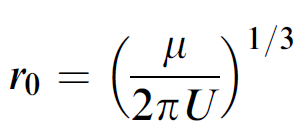 r₀ = (μ / 2πU)^{1/3}